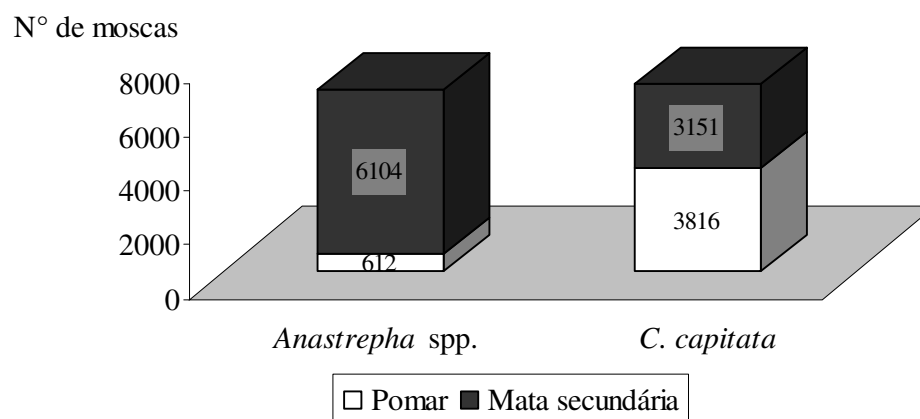 N° de moscas
8000
6000
4000
2000
0
6104
612
3151
3816
Anastrepha spp.
C. capitata
Pomar Mata secundária